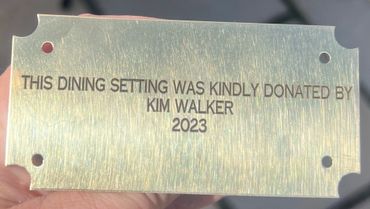 THIS DINING SETTING WAS KINDLY DONATED BY
KIM WALKER
2023